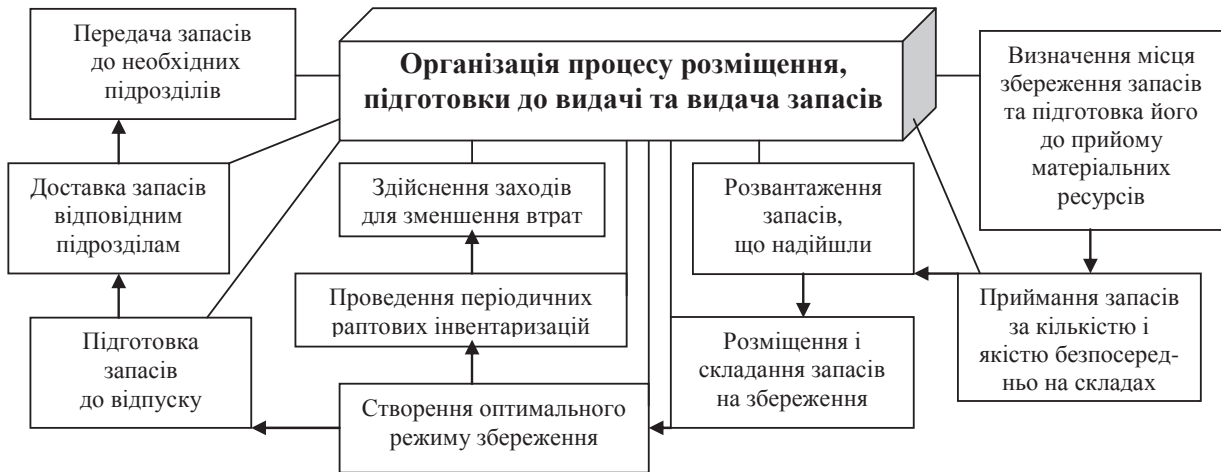 Передача запасів
до необхідних
підрозділів
Організація процесу розміщення,
підготовки до видачі та видача запасів
Визначення місця
збереження запасів
та підготовка його
до прийому
матеріальних
ресурсів
Доставка запасів
відповідним
підрозділам
Здійснення заходів
для зменшення втрат
Розвантаження
запасів,
що надійшли
Проведення періодичних
раптових інвентаризацій
Приймання запасів
за кількістю і
якістю безпосеред-
ньо на складах
Підготовка
запасів
до відпуску
Розміщення і
складання запасів
на збереження
Створення оптимального
режиму збереження